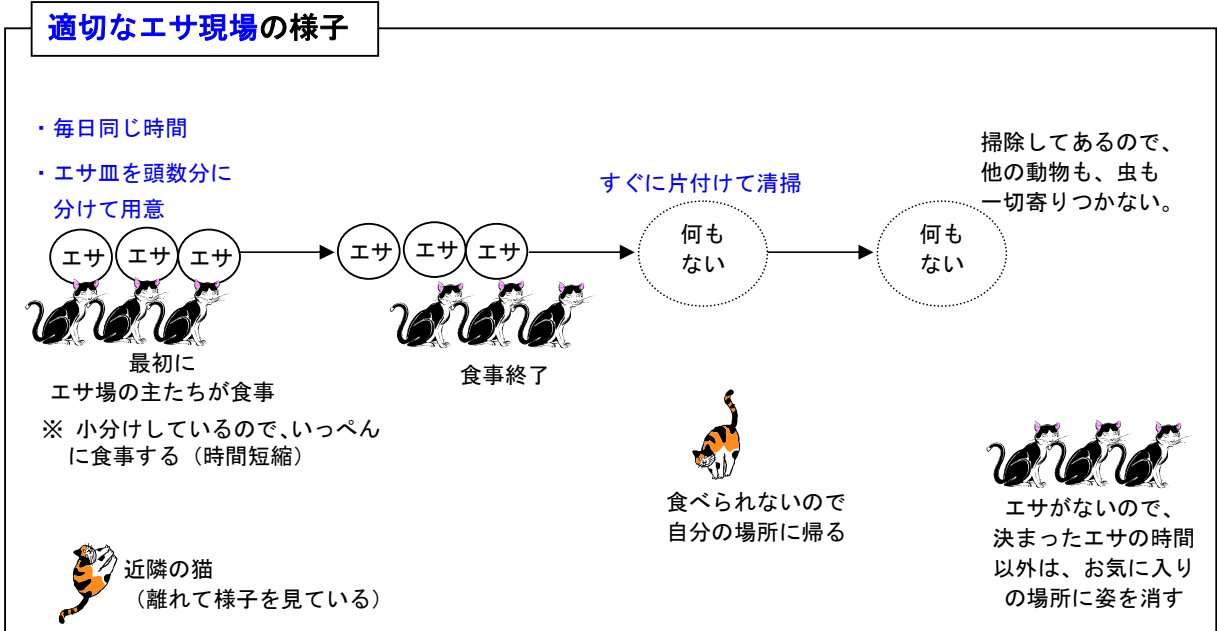 適切なエサ現場の様子
・毎日同じ時間
・エサ皿を頭数分に
分けて用意
エサ エサ エサ
最初に
エサ場の主たちが食事
※ 小分けしているので、いっぺん
に食事する（時間短縮）
近隣の猫
（離れて様子を見ている）
エサ エサ エサ
食事終了
すぐに片付けて清掃
何も
ない
食べられないので
自分の場所に帰る
掃除してあるので、
他の動物も、虫も
一切寄りつかない。
何も
ない
エサがないので、
決まったエサの時間
以外は、お気に入り
の場所に姿を消す